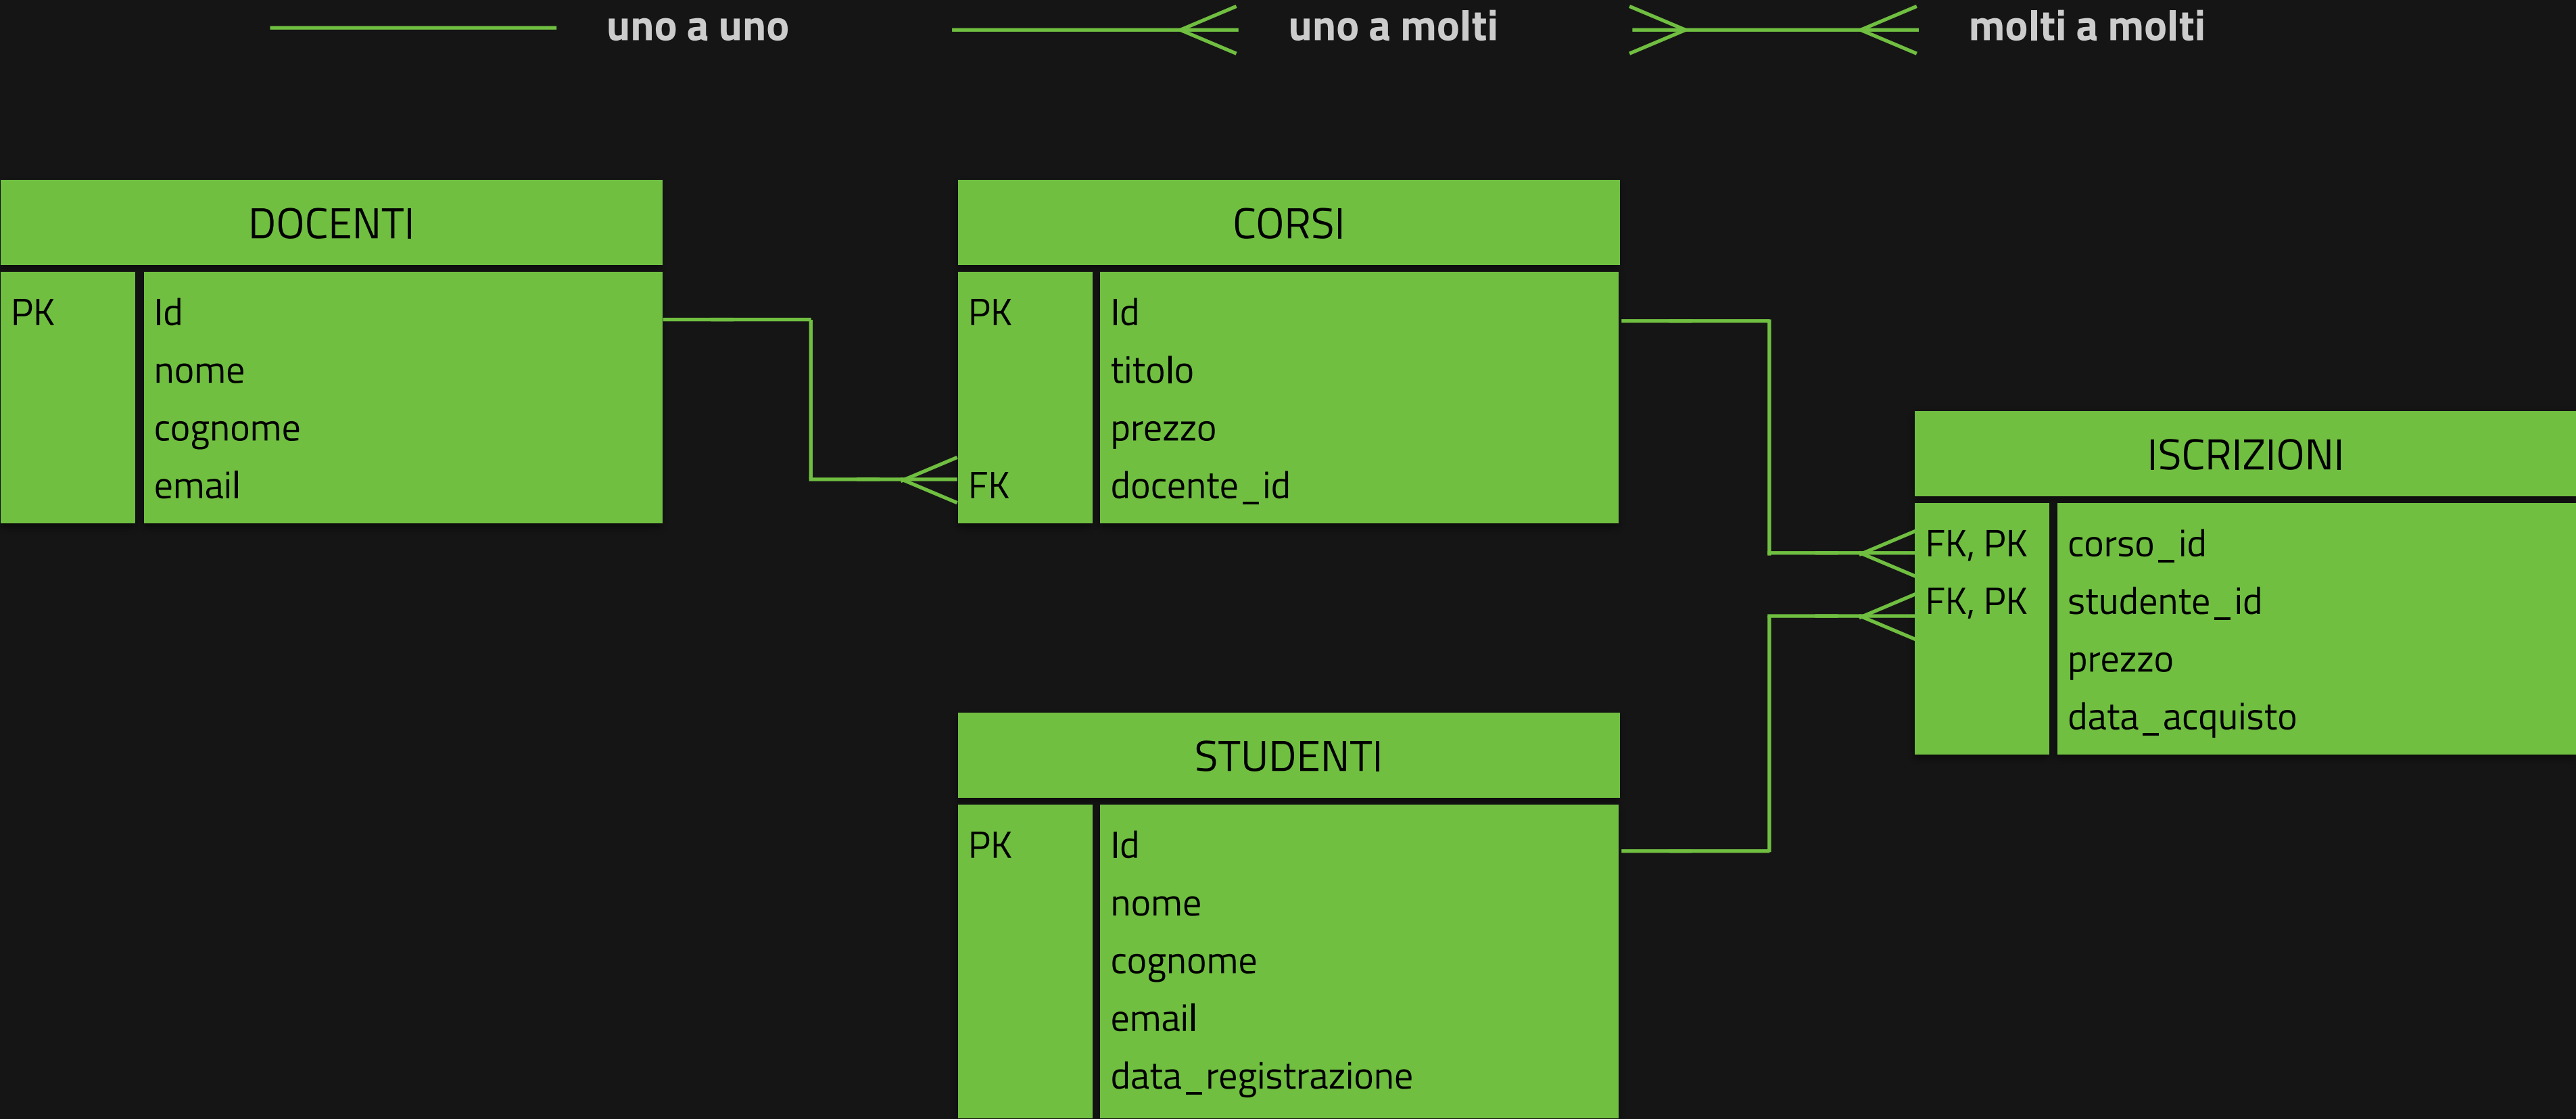 uno a uno
uno a molti
molti a molti
DOCENTI
PK Id
nome
cognome
email
CORSI
PK Id
titolo
prezzo
FK docente_id
ISCRIZIONI
FK, PK corso_id
FK, PK studente_id
prezzo
data_acquisto
STUDENTI
PK Id
nome
cognome
email
data_registrazione